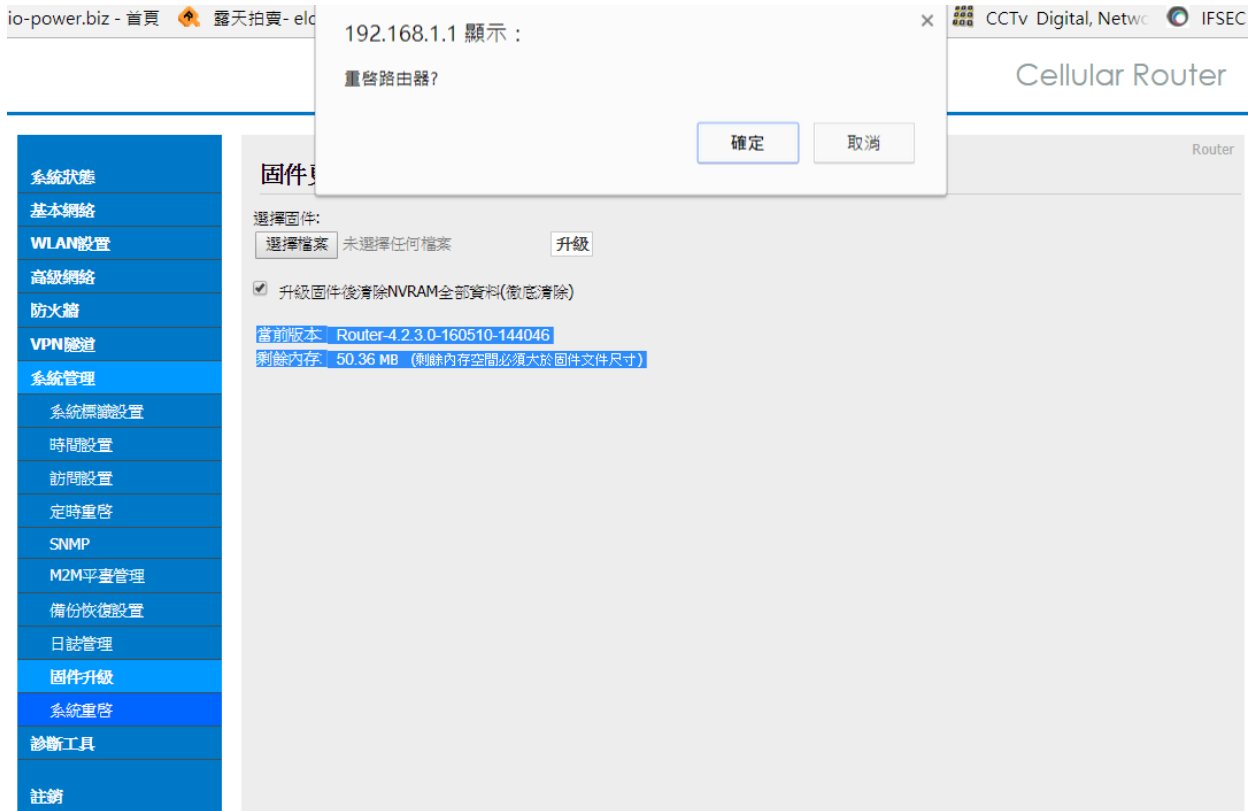 io-power.biz - 首頁 露天拍賣- eld
CCTv Digital, Netwo IFSEC
192.168.1.1 顯示：
重啓路由器?
確定 取消
Cellular Router
Router
系統狀態
基本網絡
WLAN設置
高級網絡
防火牆
VPN隧道
系統管理
系統標識設置
時間設置
訪問設置
定時重啓
SNMP
M2M平臺管理
備份恢復設置
日誌管理
固件升級
系統重啓
診斷工具
註銷
固件
選擇固件:
選擇檔案 未選擇任何檔案 升級
升級固件後清除NVRAM全部資料(徹底清除)
當前版本: Router-4.2.3.0-160510-144046
剩餘內存: 50.36 MB (剩餘內存空間必須大於固件文件尺寸)